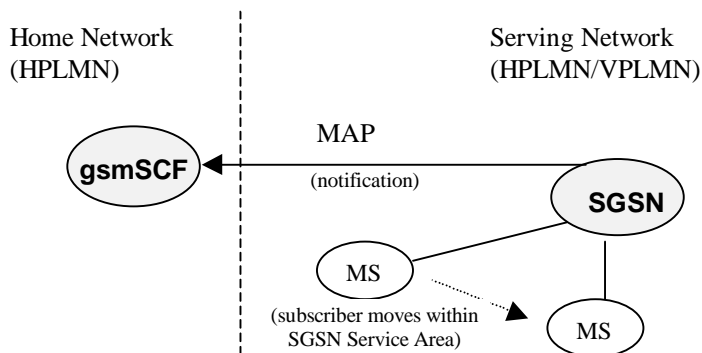 Home Network
(HPLMN)
Serving Network
(HPLMN/VPLMN)
MAP
gsmSCF
(notification)
SGSN
MS
(subscriber moves within
SGSN Service Area)
MS